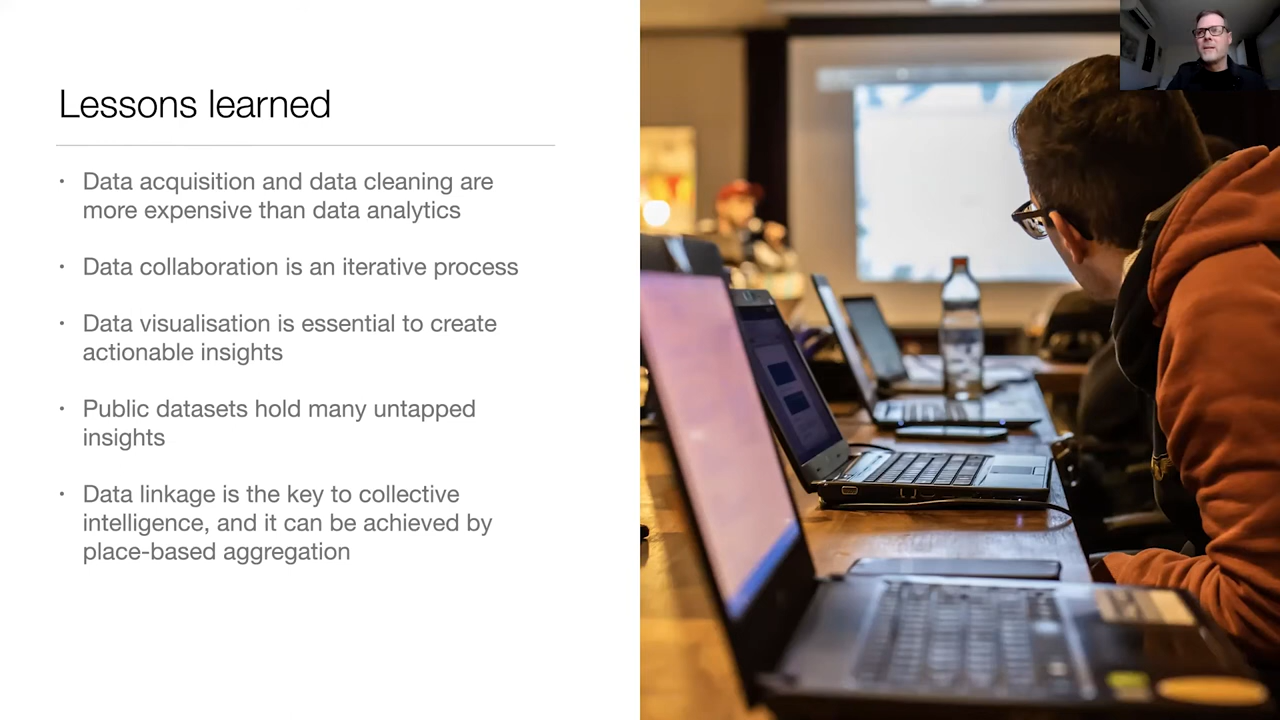 Lessons learned
• Data acquisition and data cleaning are
more expensive than data analytics
• Data collaboration is an iterative process
• Data visualisation is essential to create
actionable insights
• Public datasets hold many untapped
insights
• Data linkage is the key to collective
intelligence, and it can be achieved by
place-based aggregation